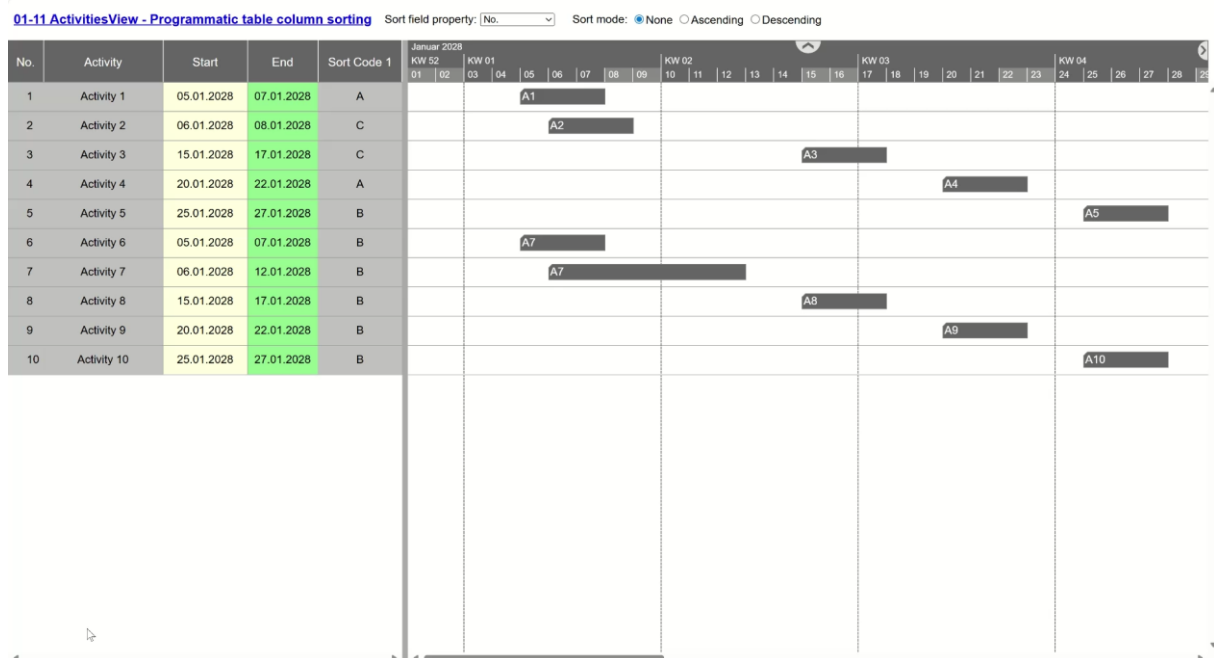 01-11 ActivitiesView - Programmatic table column sorting Sort field property: No. Sort mode: None Ascending Descending
Januar 2028
No. Activity Start End Sort Code 1 KW 52 KW 01 KW 02 KW 03 KW 04
01 02 03 04 05 06 07 08 09 10 11 12 13 14 15 16 17 18 19 20 21 22 23 24 25 26 27 28 29
1 Activity 1 05.01.2028 07.01.2028 A A1
2 Activity 2 06.01.2028 08.01.2028 C A2
3 Activity 3 15.01.2028 17.01.2028 C A3
4 Activity 4 20.01.2028 22.01.2028 A A4
5 Activity 5 25.01.2028 27.01.2028 B A5
6 Activity 6 05.01.2028 07.01.2028 B A7
7 Activity 7 06.01.2028 12.01.2028 B A7
8 Activity 8 15.01.2028 17.01.2028 B A8
9 Activity 9 20.01.2028 22.01.2028 B A9
10 Activity 10 25.01.2028 27.01.2028 B A10